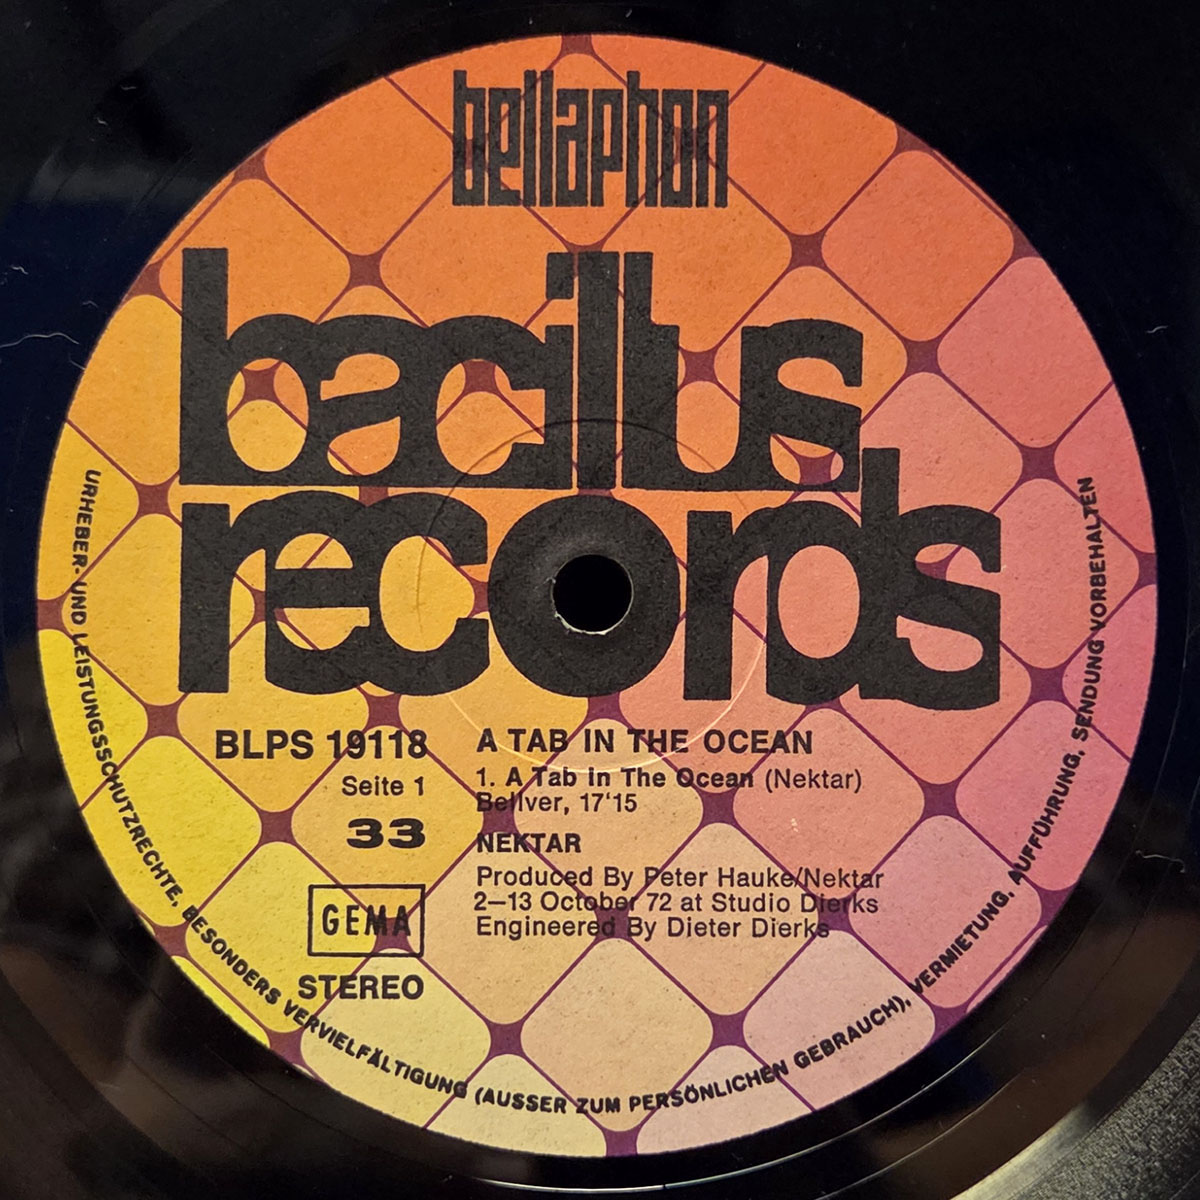 bellaphon
bacillus
records
BLPS 19118
Seite 1
33
GEMA
STEREO
A TAB IN THE OCEAN
1. A Tab in The Ocean (Nektar)
Bellver, 17'15
NEKTAR
Produced By Peter Hauke/Nektar
2—13 October 72 at Studio Dierks
Engineered By Dieter Dierks
URHEBER- UND LEISTUNGSSCHUTZRECHTE, BESONDERS VERVIELFÄLTIGUNG (AUSSER ZUM PERSÖNLICHEN GEBRAUCH), VERMIETUNG, AUFFÜHRUNG, SENDUNG VORBEHALTEN